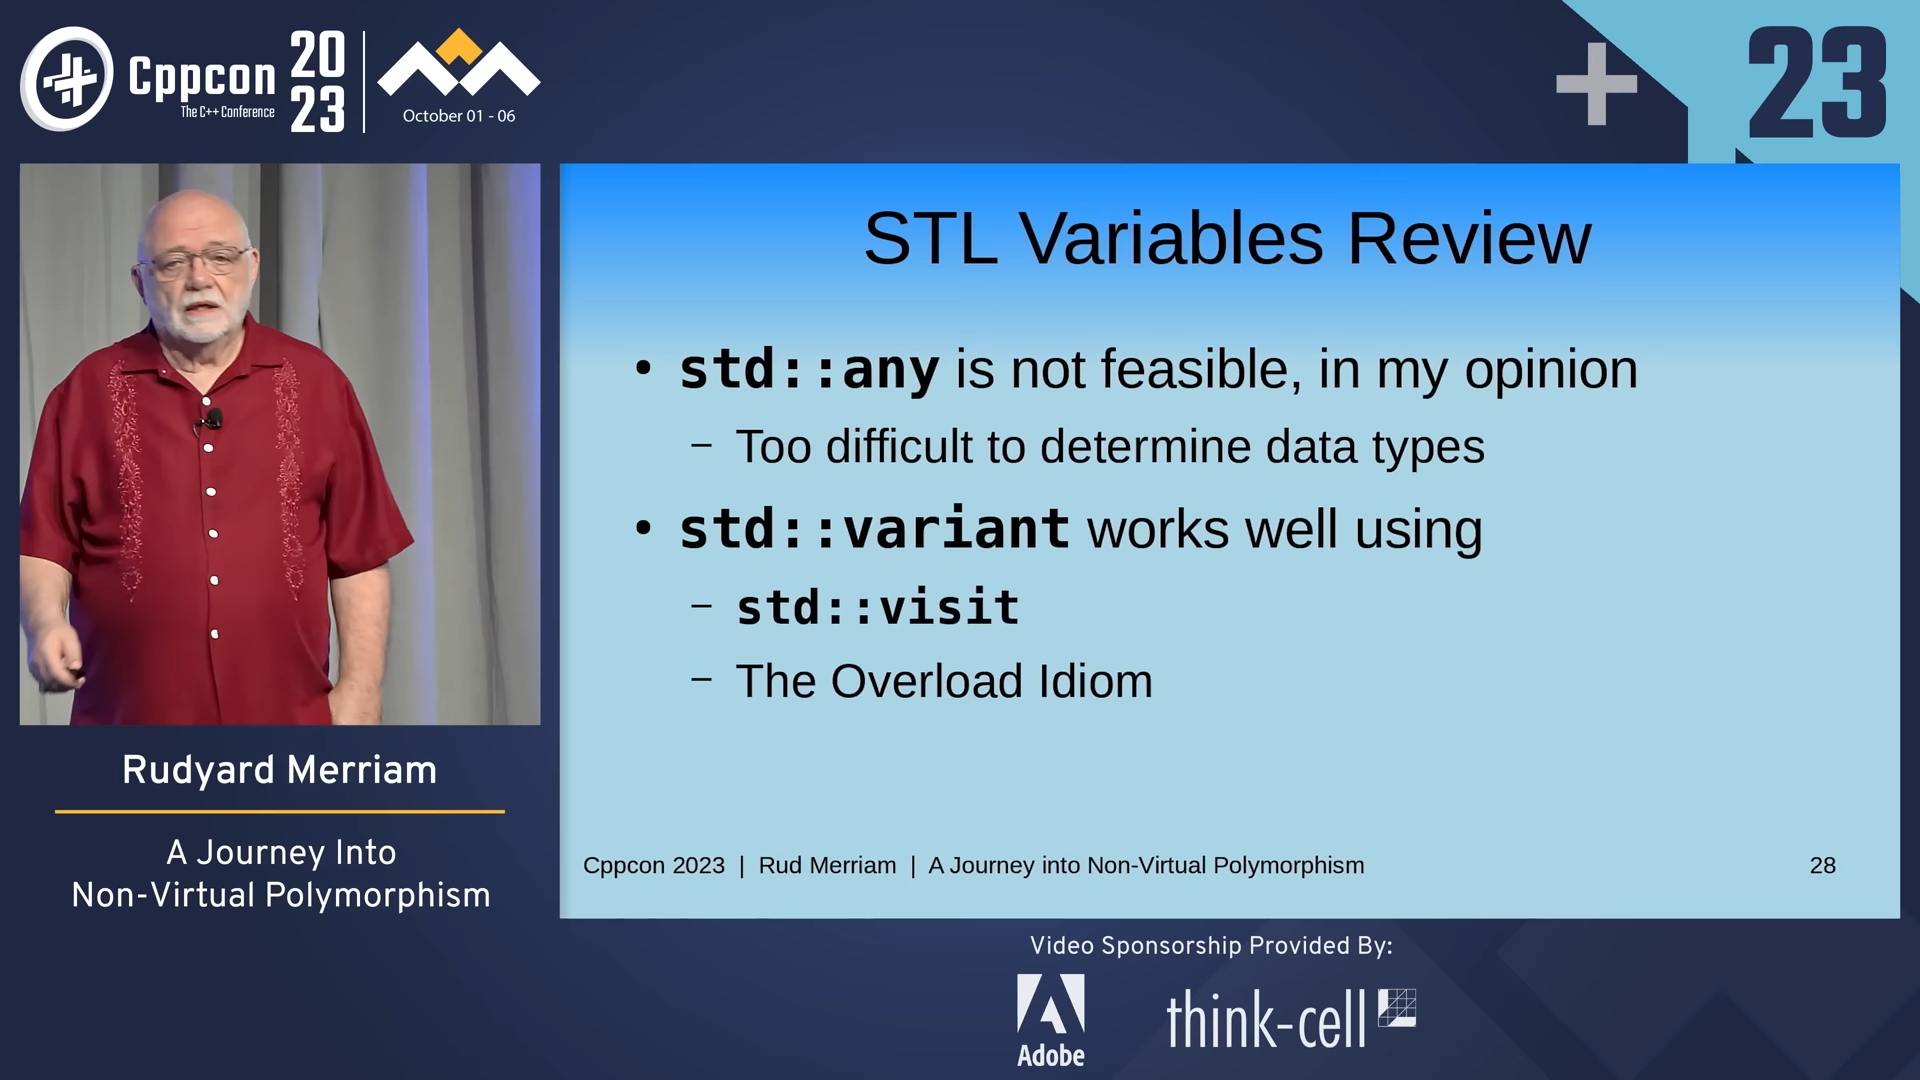 Cppcon
The C++ Conference
20
23
October 01 - 06
23
STL Variables Review
• std::any is not feasible, in my opinion
– Too difficult to determine data types
• std::variant works well using
– std::visit
– The Overload Idiom
Cppcon 2023 | Rud Merriam | A Journey into Non-Virtual Polymorphism 28
Rudyard Merriam
A Journey Into
Non-Virtual Polymorphism
Video Sponsorship Provided By:
Adobe
think-cell